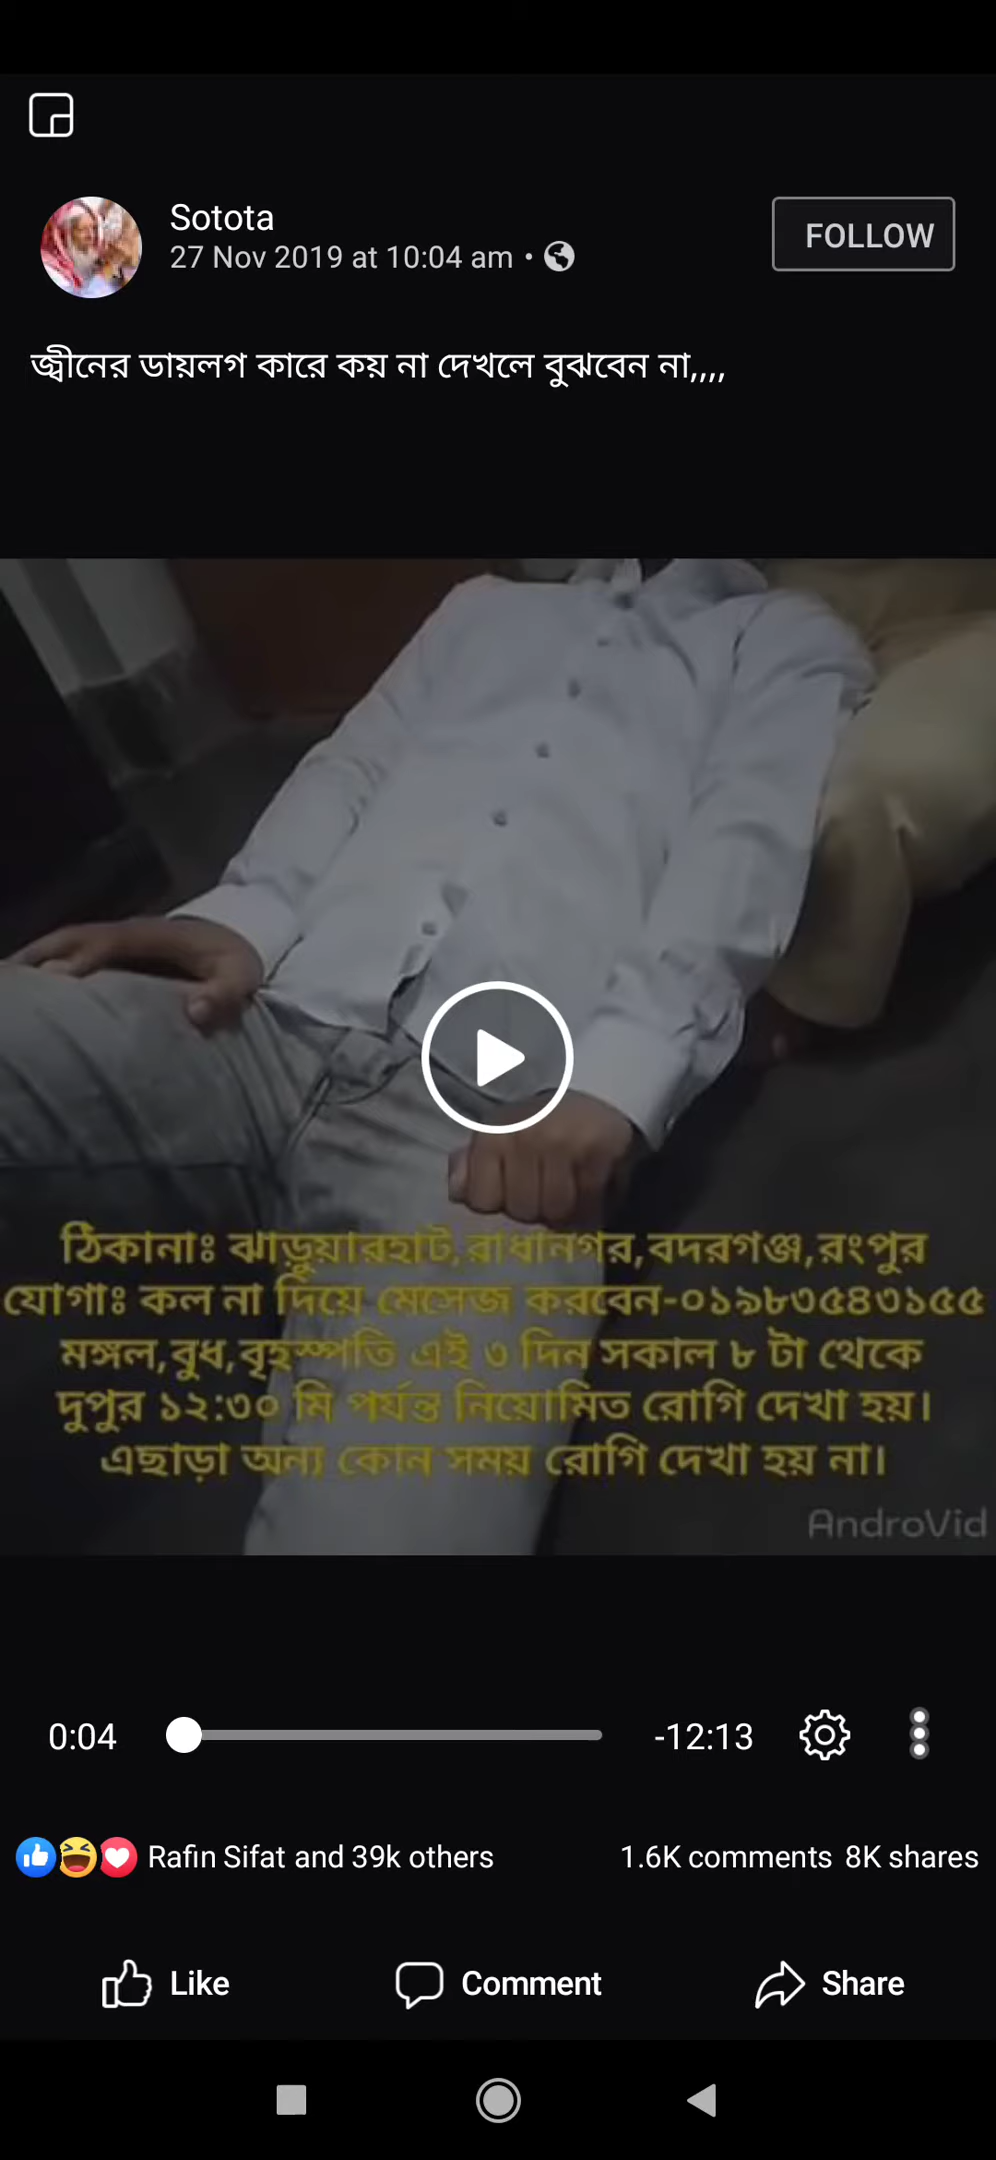 Sotota
FOLLOW
27 Nov 2019 at 10:04 am •
জ্বীনের ডায়লগ কারে কয় না দেখলে বুঝবেন না,,,,
ঠিকানাঃ ঝাড়ুয়ারহাট,রাধানগর,বদরগঞ্জ,রংপুর
যোগাঃ কল না দিয়ে মেসেজ করবেন-০১৯৮৩৫৪৩১৫৫
মঙ্গল,বুধ,বৃহস্পতি এই ৩ দিন সকাল ৮ টা থেকে
দুপুর ১২:৩০ মি পর্যন্ত নিয়োমিত রোগি দেখা হয়।
এছাড়া অন্য কোন সময় রোগি দেখা হয় না।
AndroVid
0:04 -12:13
Rafin Sifat and 39k others 1.6K comments 8K shares
Like Comment Share